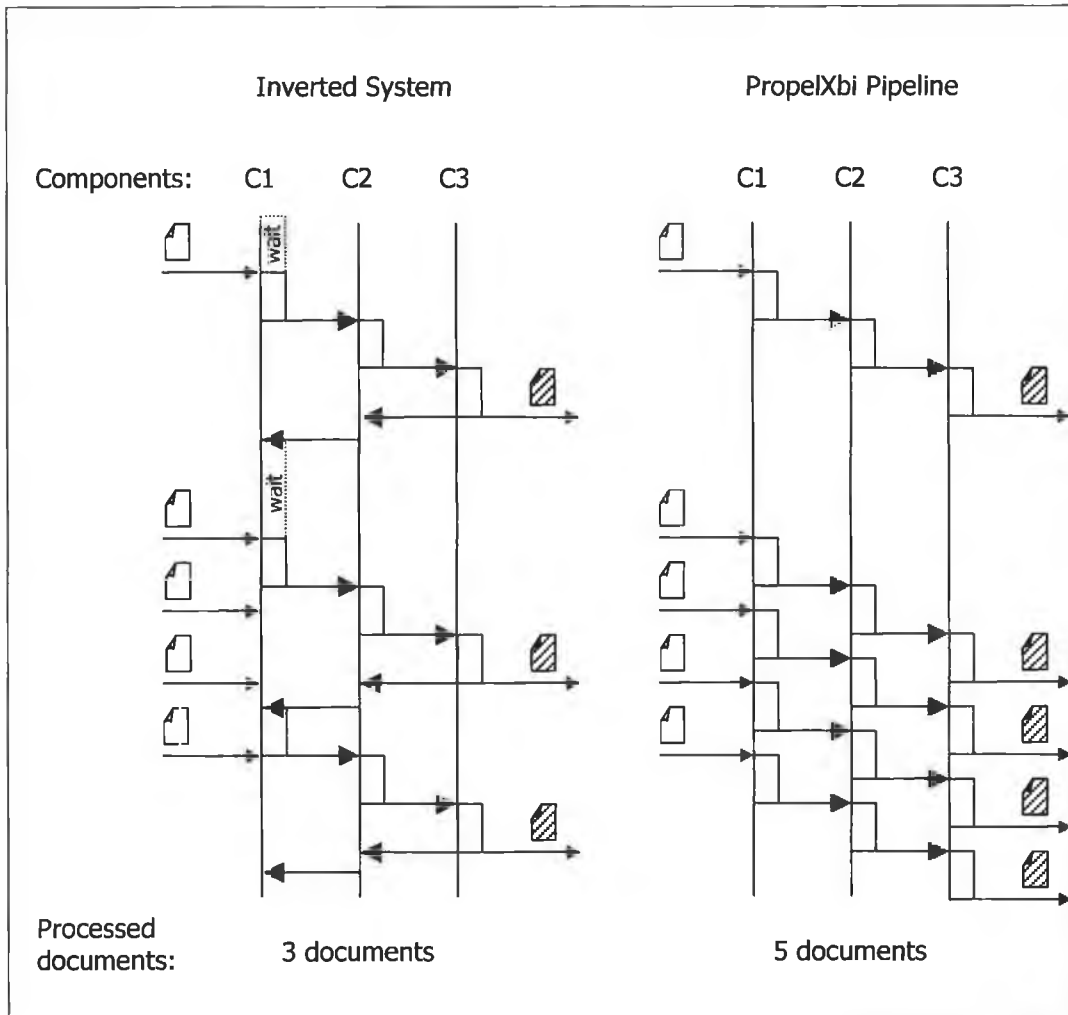 Inverted System PropelXbi Pipeline
Components: C1 C2 C3 C1 C2 C3
wait
wait
Processed
documents: 3 documents 5 documents